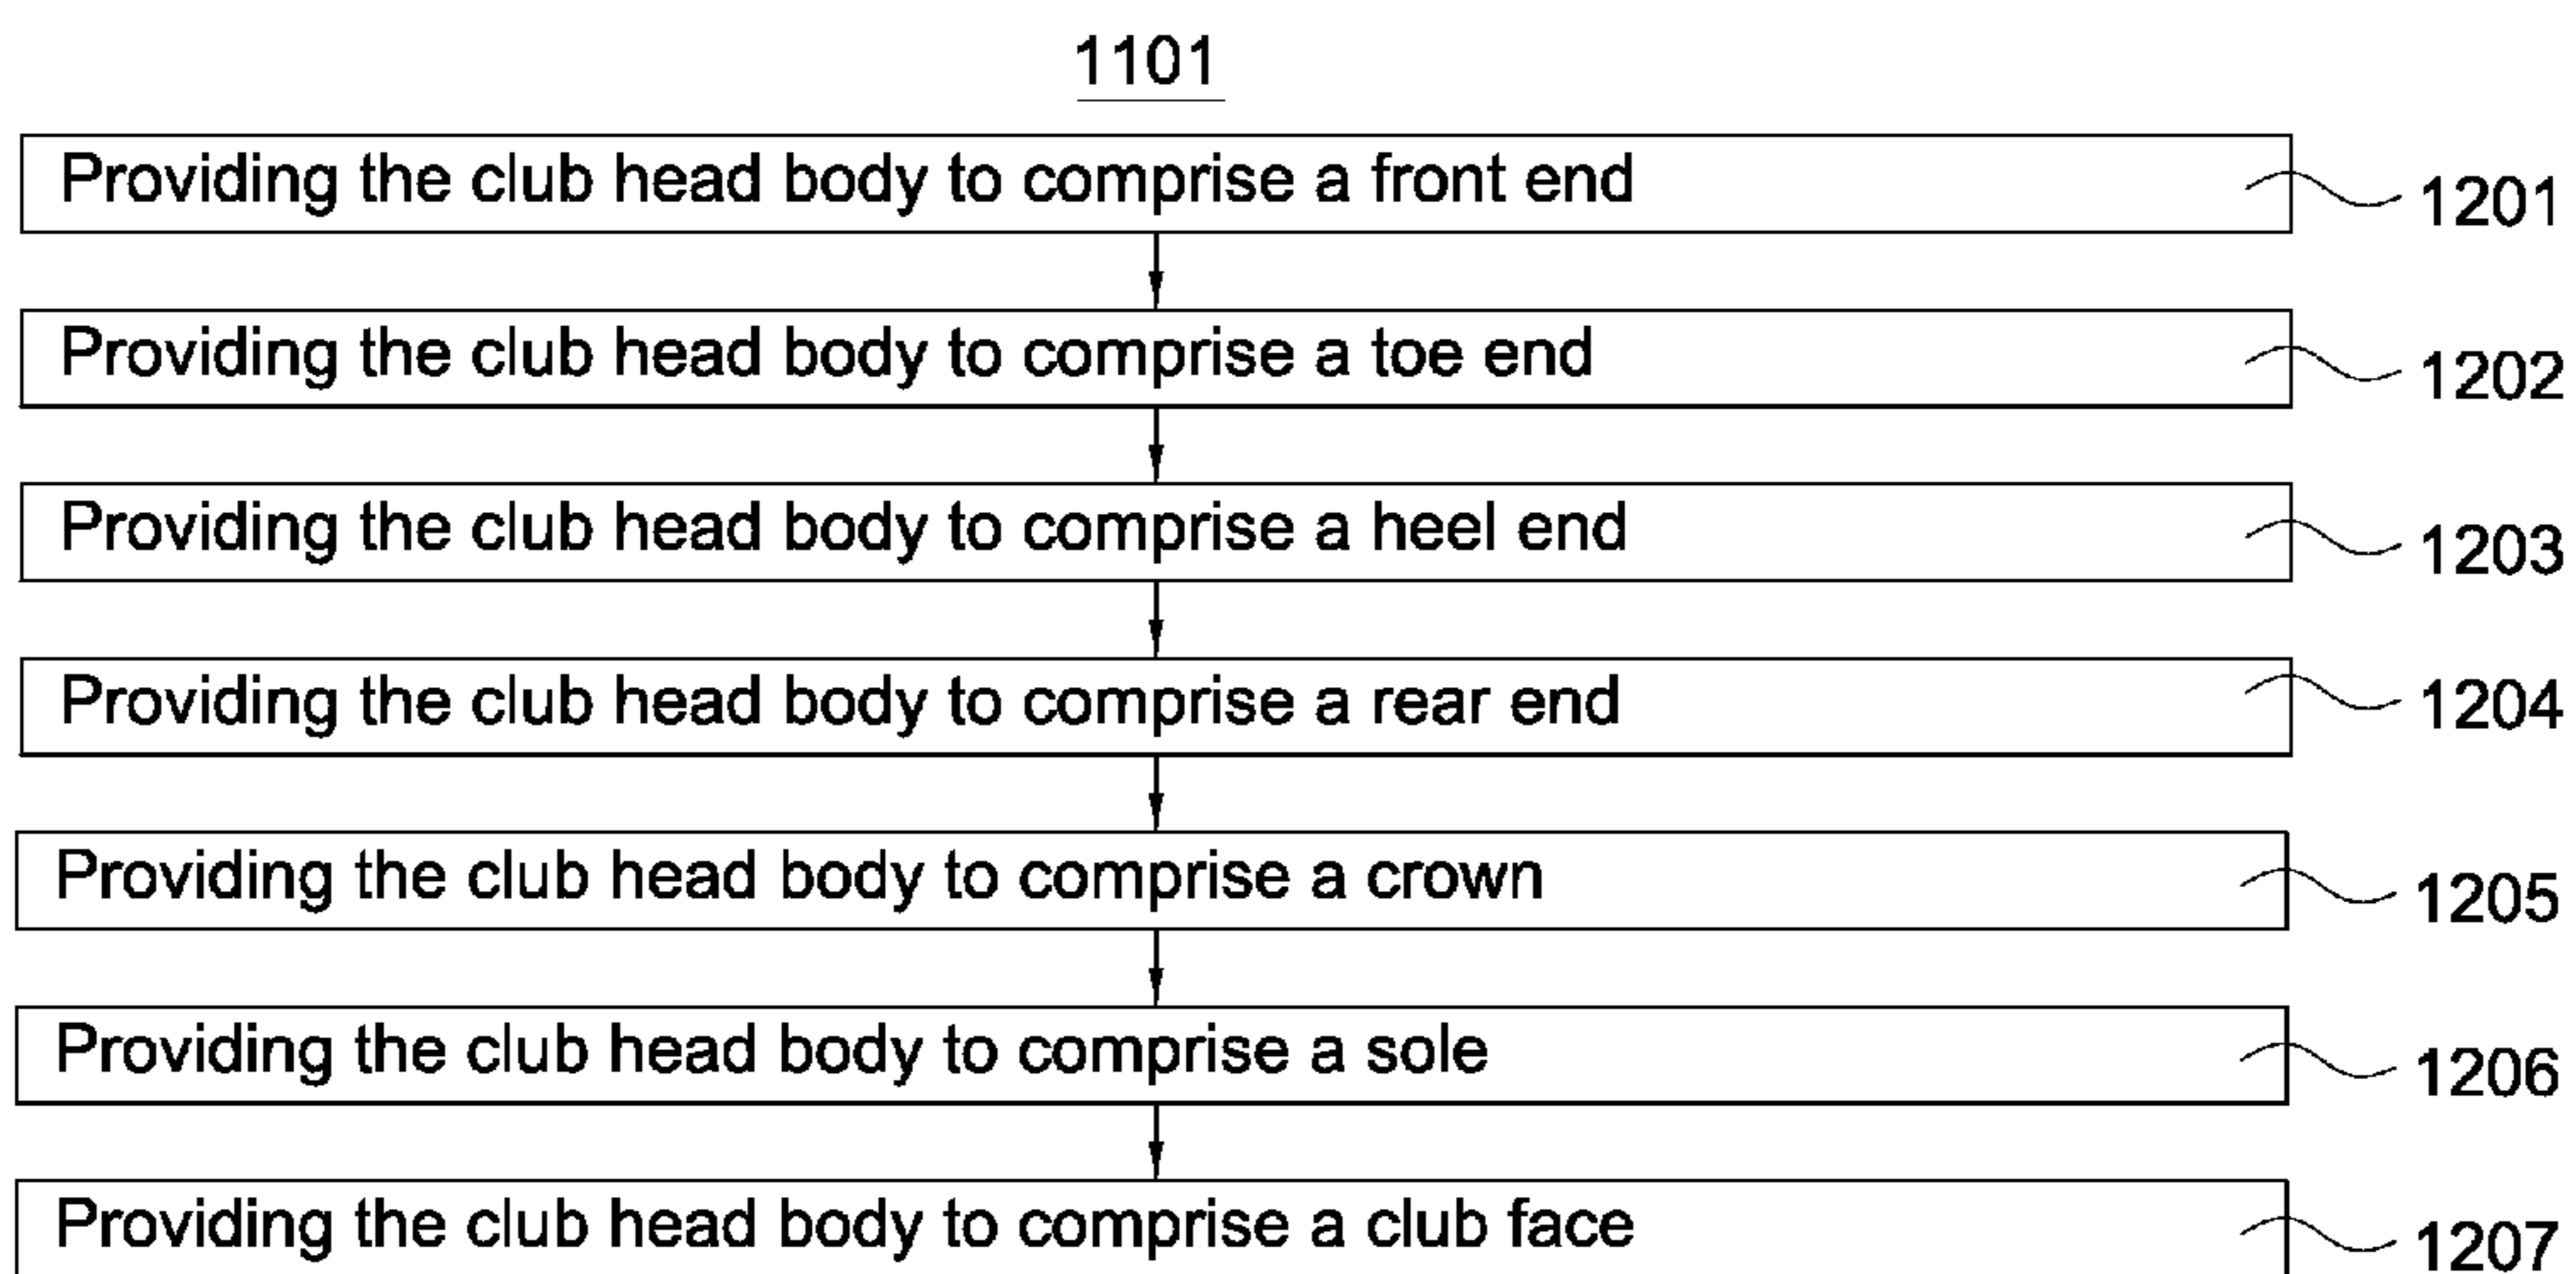 1101
Providing the club head body to comprise a front end
1201
Providing the club head body to comprise a toe end
1202
Providing the club head body to comprise a heel end
1203
Providing the club head body to comprise a rear end
1204
Providing the club head body to comprise a crown
1205
Providing the club head body to comprise a sole
1206
Providing the club head body to comprise a club face
1207